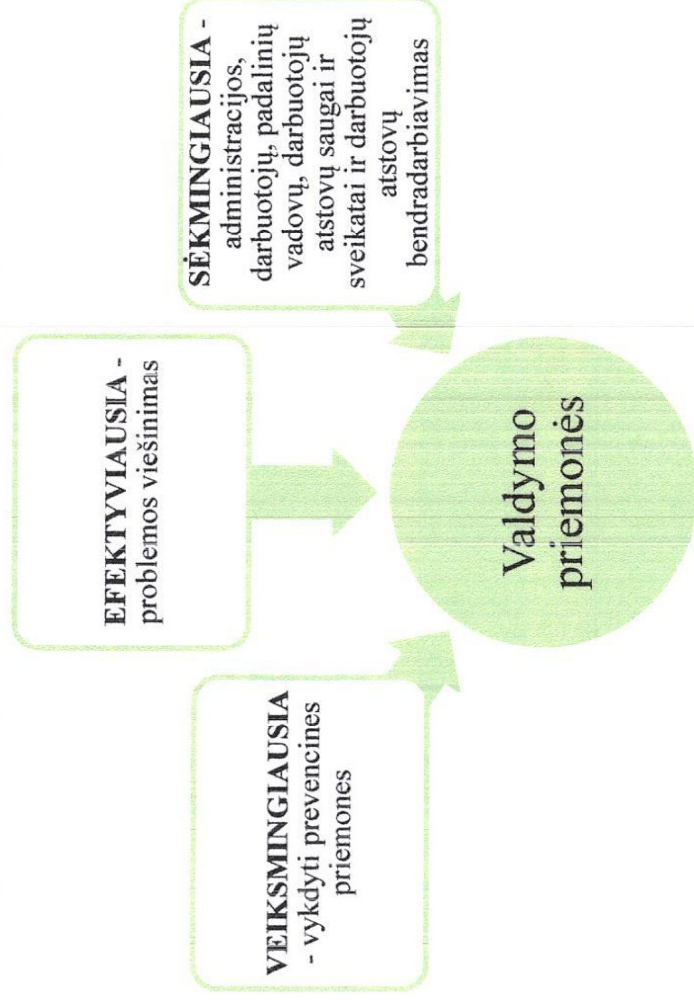 VEIKSMINGIAUSIA
- vykdyti prevencines
priemones
EFEKTYVIAUSIA -
problemos viešinimas
SĖKMINGIAUSIA -
administracijos,
darbuotojų, padalinių
vadovų, darbuotojų
atstovų saugai ir
sveikatai ir darbuotojų
atstovų
bendradarbiavimas
Valdymo
priemonės